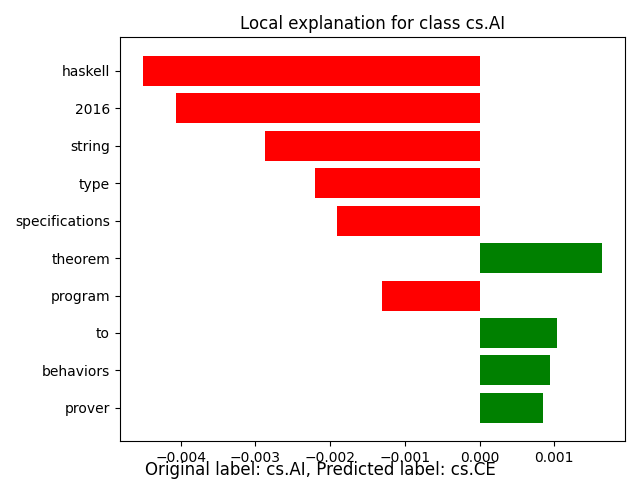 Local explanation for class cs.AI
haskell
2016
string
type
specifications
theorem
program
to
behaviors
prover
−0.004 −0.003 −0.002 −0.001 0.000 0.001
Original label: cs.AI, Predicted label: cs.CE